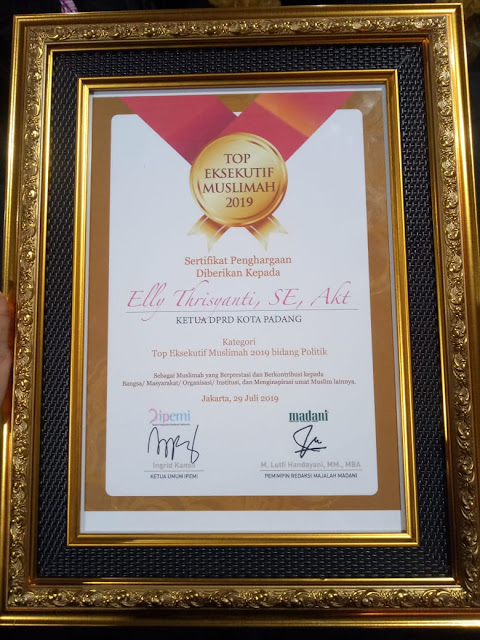 TOP
EKSEKUTIF
MUSLIMAH
2019
Sertifikat Penghargaan
Diberikan Kepada
Elly Thrisyanti, SE, Akt
KETUA DPRD KOTA PADANG
Kategori
Top Eksekutif Muslimah 2019 bidang Politik
Sebagai Muslimah yang Berprestasi dan Berkontribusi kepada
Bangsa/ Masyarakat/ Organisasi/ Institusi, dan Menginspirasi umat Muslim lainnya.
Jakarta, 29 Juli 2019
ipemi madani
Ingrid Kansil M. Lutfi Handayani, MM., MBA
KETUA UMUM IPEMI PEMIMPIN REDAKSI MAJALAH MADANI